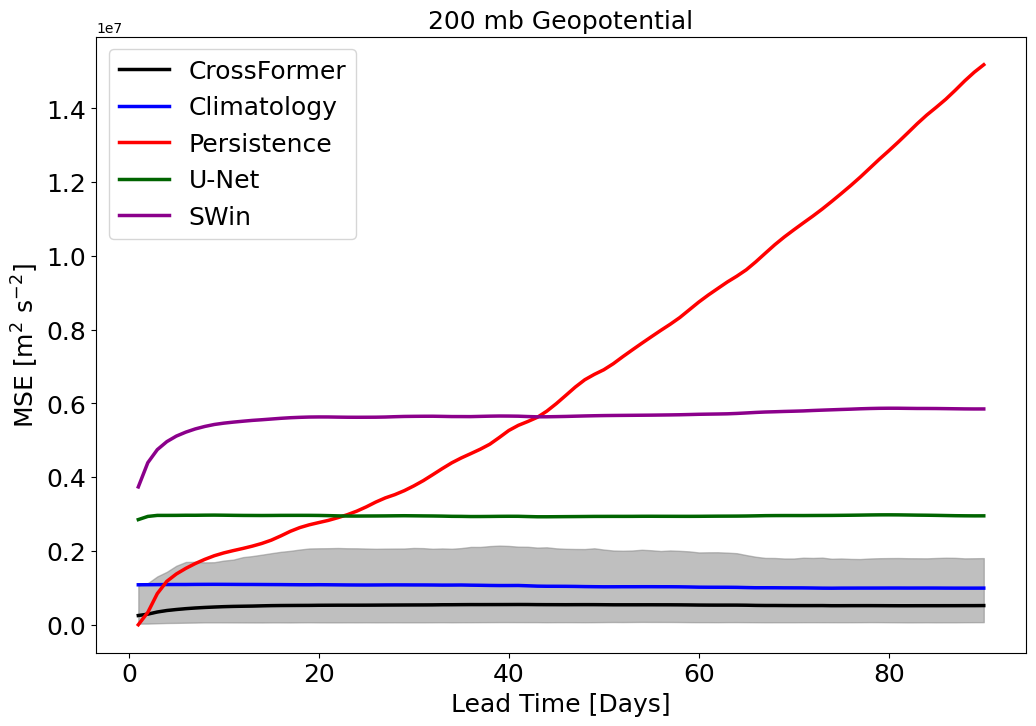 200 mb Geopotential
1e7
CrossFormer
Climatology
Persistence
U-Net
SWin
1.4
1.2
1.0
0.8
0.6
0.4
0.2
0.0
MSE [m² s⁻²]
0 20 40 60 80
Lead Time [Days]